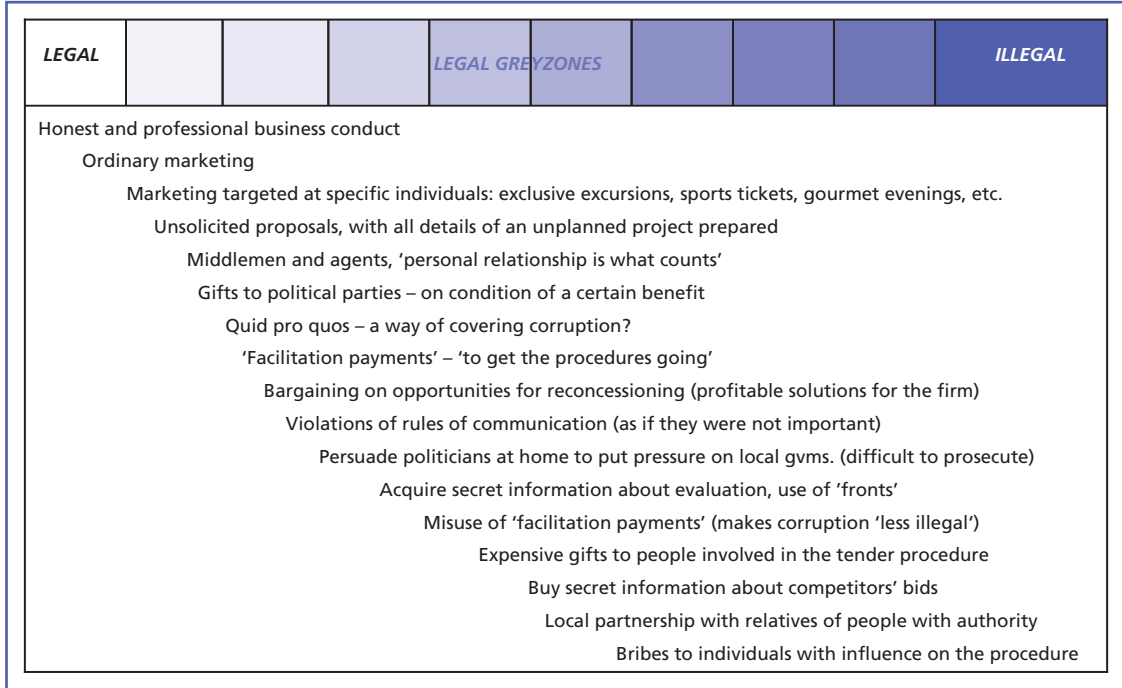 LEGAL
LEGAL GREYZONES
ILLEGAL
Honest and professional business conduct
Ordinary marketing
Marketing targeted at specific individuals: exclusive excursions, sports tickets, gourmet evenings, etc.
Unsolicited proposals, with all details of an unplanned project prepared
Middlemen and agents, ‘personal relationship is what counts’
Gifts to political parties – on condition of a certain benefit
Quid pro quos – a way of covering corruption?
‘Facilitation payments’ – ‘to get the procedures going’
Bargaining on opportunities for reconcessioning (profitable solutions for the firm)
Violations of rules of communication (as if they were not important)
Persuade politicians at home to put pressure on local gvms. (difficult to prosecute)
Acquire secret information about evaluation, use of ’fronts’
Misuse of ‘facilitation payments’ (makes corruption ‘less illegal’)
Expensive gifts to people involved in the tender procedure
Buy secret information about competitors’ bids
Local partnership with relatives of people with authority
Bribes to individuals with influence on the procedure